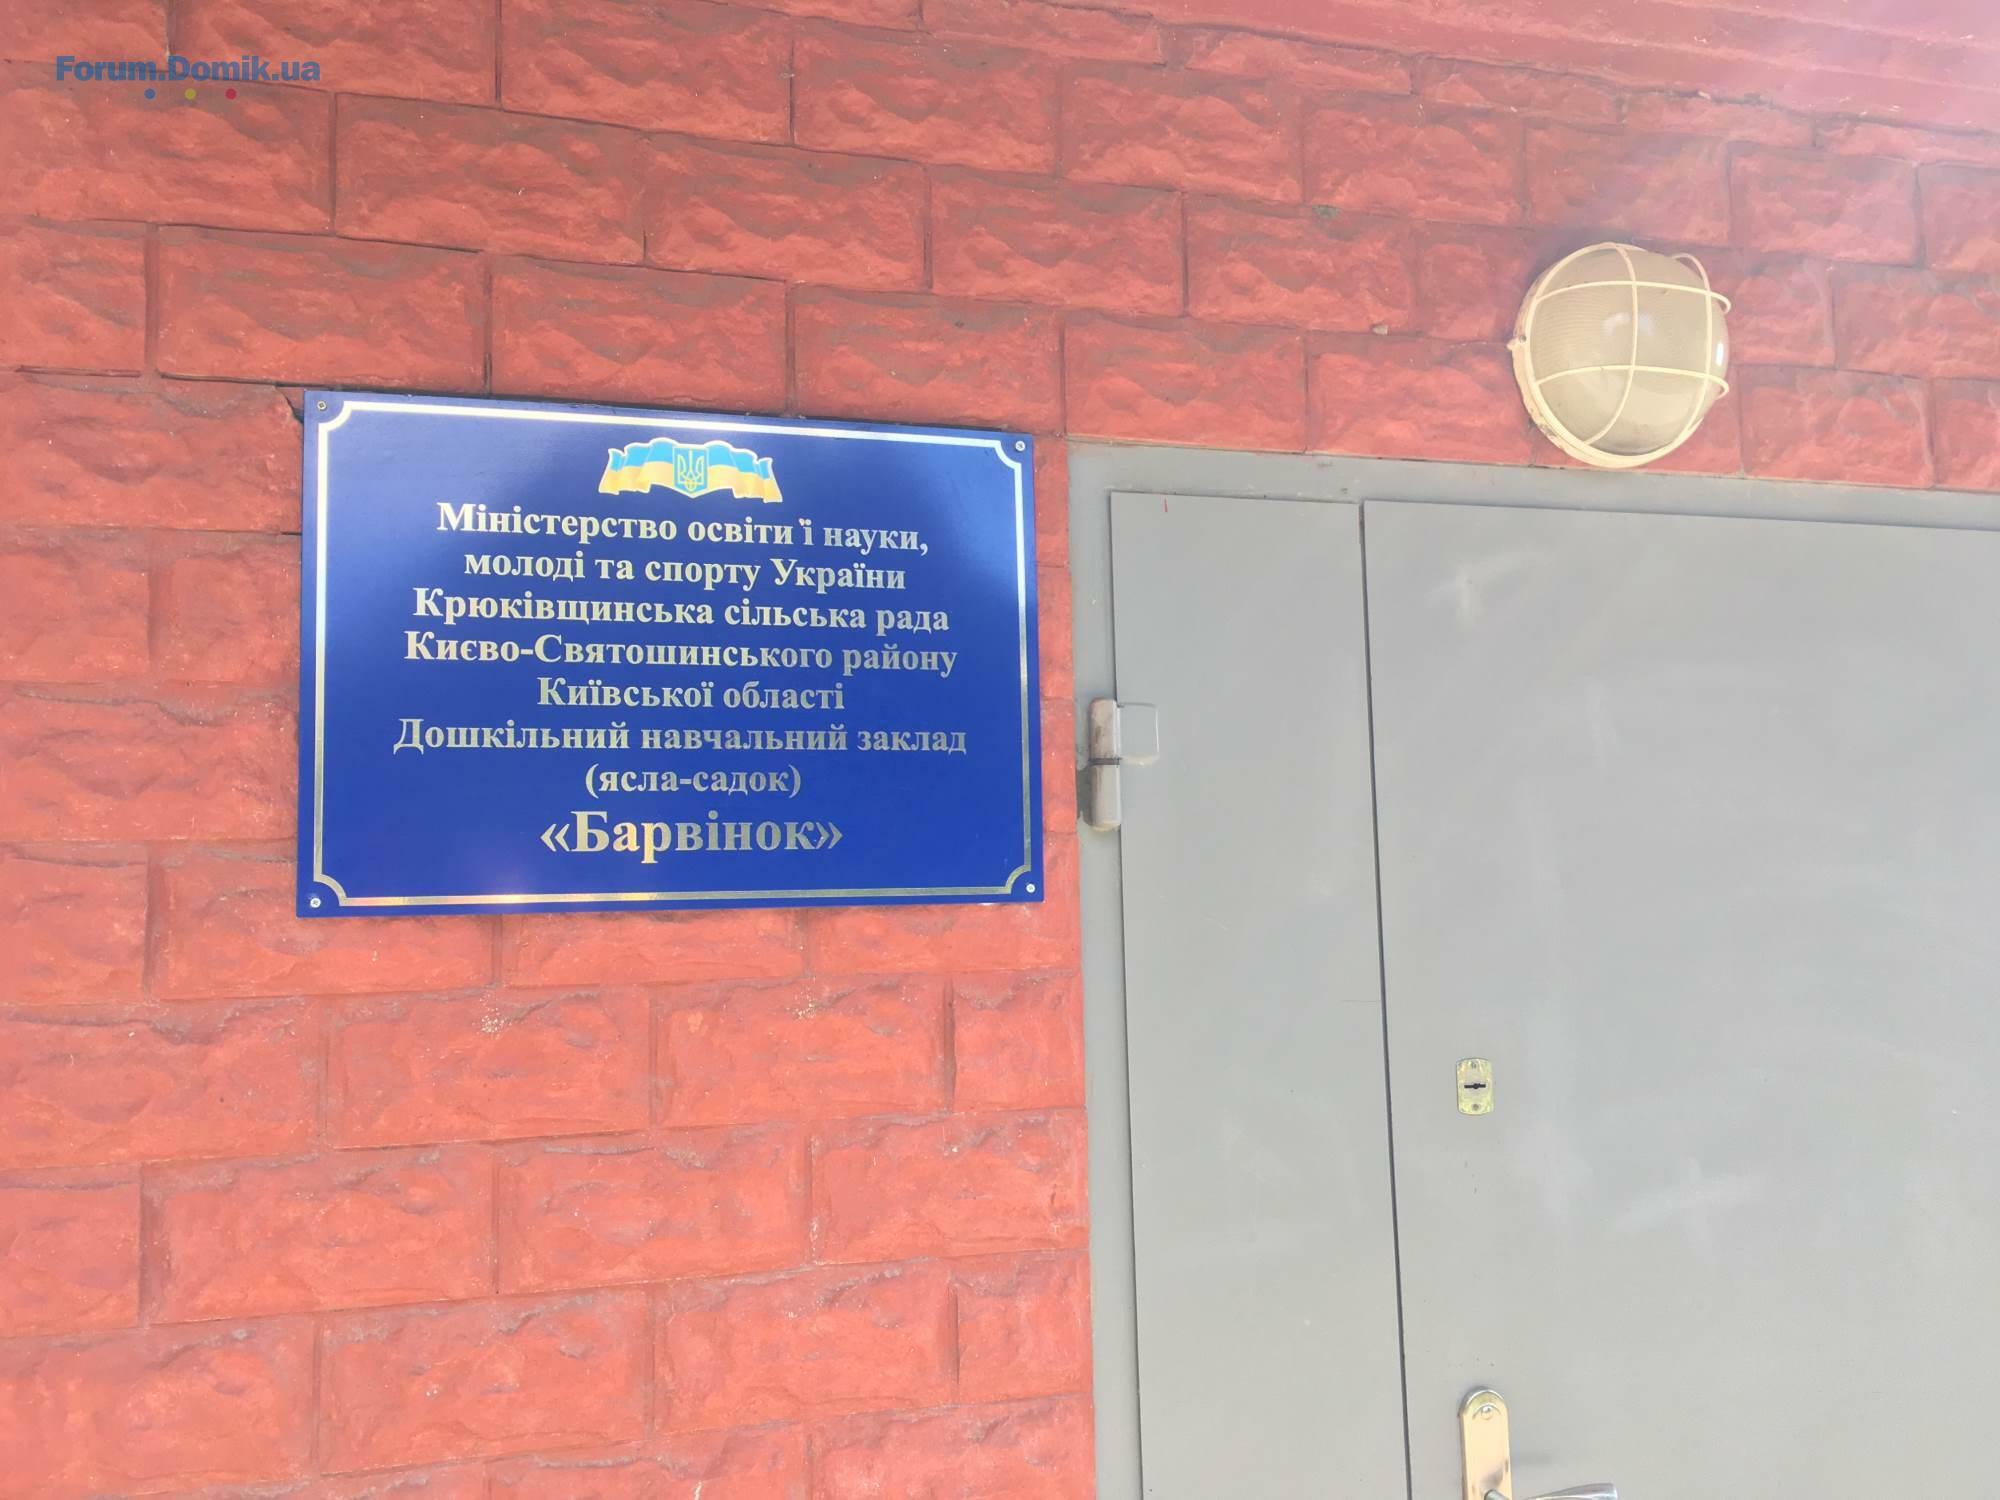 Forum.Domik.ua
Міністерство освіти ї науки,
молоді та спорту України
Крюківщинська сільська рада
Києво-Святошинського району
Київської області
Дошкільний навчальний заклад
(ясла-садок)
«Барвінок»